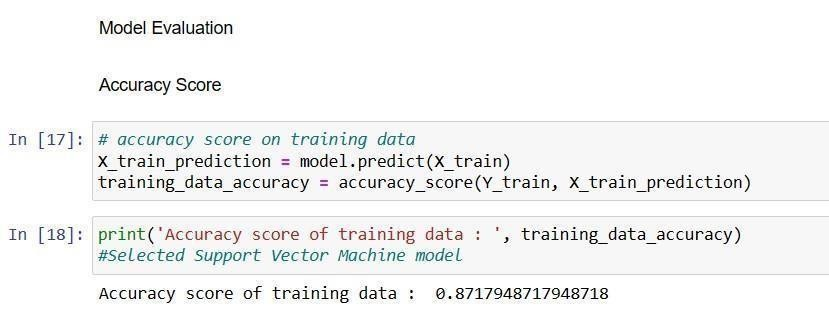 Model Evaluation
Accuracy Score
In [17]: # accuracy score on training data
X_train_prediction = model.predict(X_train)
training_data_accuracy = accuracy_score(Y_train, X_train_prediction)
In [18]: print('Accuracy score of training data : ', training_data_accuracy)
#Selected Support Vector Machine model
Accuracy score of training data :  0.8717948717948718